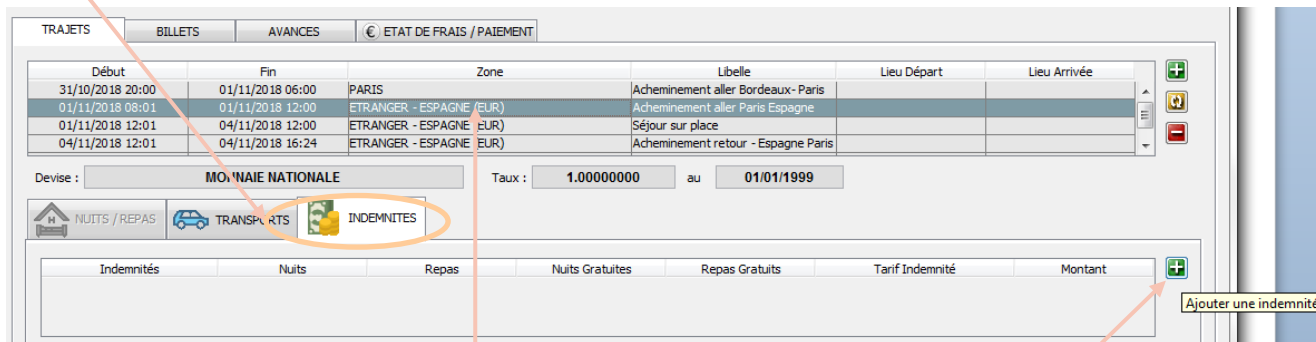 TRAJETS BILLETS AVANCES € ETAT DE FRAIS / PAIEMENT
Début Fin Zone Libelle Lieu Départ Lieu Arrivée
31/10/2018 20:00 01/11/2018 06:00 PARIS Acheminement aller Bordeaux- Paris
01/11/2018 08:01 01/11/2018 12:00 ETRANGER - ESPAGNE (EUR) Acheminement aller Paris Espagne
01/11/2018 12:01 04/11/2018 12:00 ETRANGER - ESPAGNE (EUR) Séjour sur place
04/11/2018 12:01 04/11/2018 16:24 ETRANGER - ESPAGNE (EUR) Acheminement retour - Espagne Paris
Devise : MONNAIE NATIONALE Taux : 1.00000000 au 01/01/1999
H NUITS / REPAS TRANSPORTS INDEMNITES
Indemnités Nuits Repas Nuits Gratuites Repas Gratuits Tarif Indemnité Montant
Ajouter une indemnité